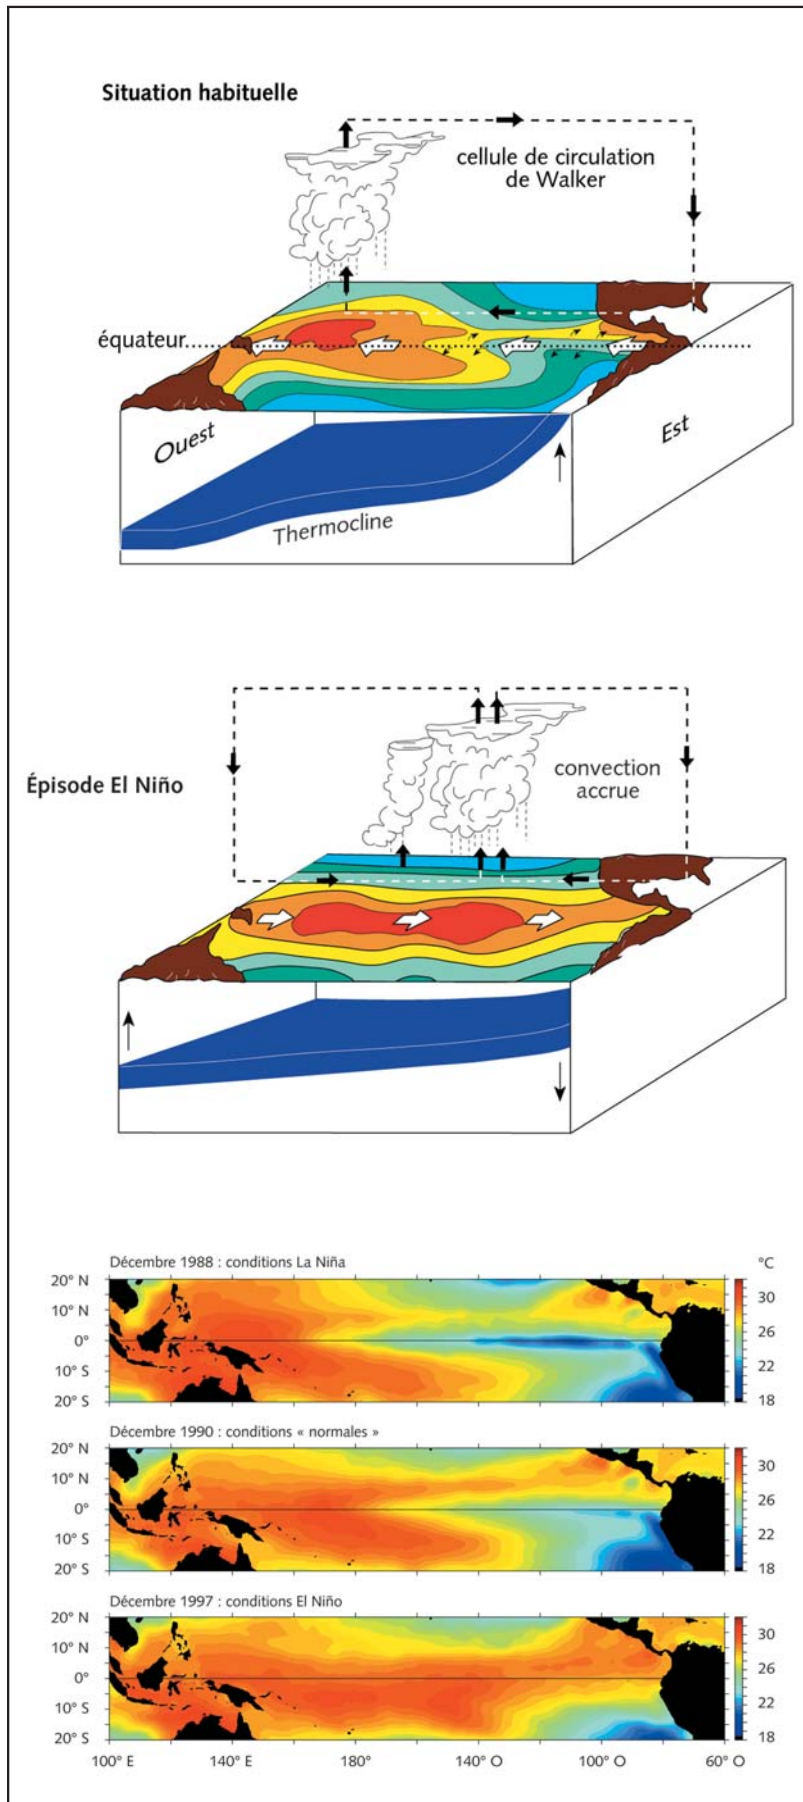 Situation habituelle
cellule de circulation
de Walker
équateur
Ouest
Est
Thermocline
Épisode El Niño
convection
accrue
Décembre 1988 : conditions La Niña
°C
20° N
10° N
0°
10° S
20° S
30
26
22
18
Décembre 1990 : conditions « normales »
20° N
10° N
0°
10° S
20° S
30
26
22
18
Décembre 1997 : conditions El Niño
20° N
10° N
0°
10° S
20° S
30
26
22
18
100° E 140° E 180° 140° O 100° O 60° O